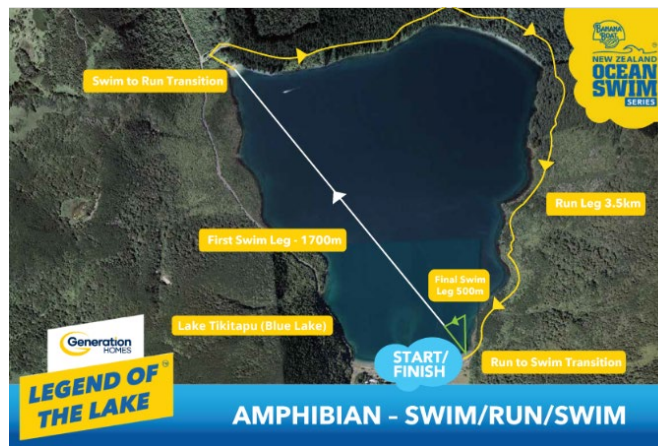 BANANA
BOAT
NEW ZEALAND
OCEAN
SWIM
SERIES
Swim to Run Transition
Run Leg 3.5km
First Swim Leg - 1700m
Final Swim
Leg 500m
Lake Tikitapu (Blue Lake)
START/
FINISH
Run to Swim Transition
Generation
HOMES
LEGEND OF
THE LAKE
AMPHIBIAN - SWIM/RUN/SWIM